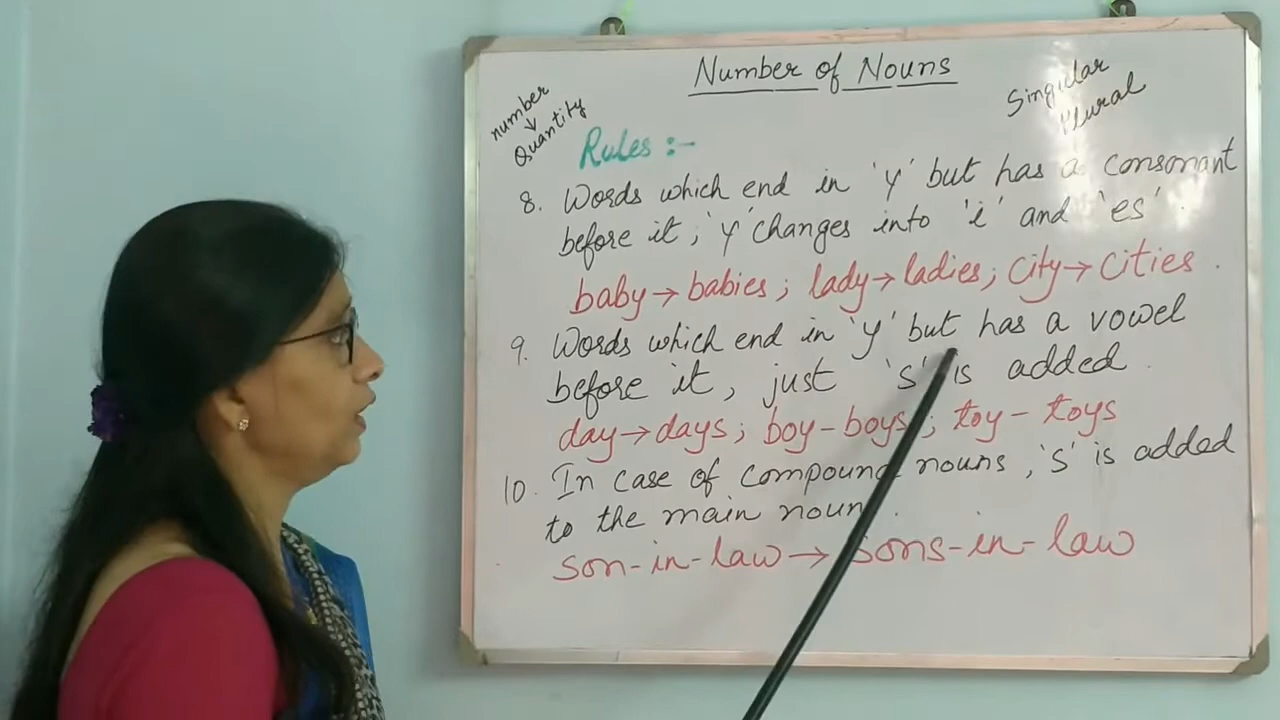 Number of Nouns
number
↓
Quantity
Singular
Plural
Rules :-
8. Words which end in 'y' but has a consonant
before it, 'y' changes into 'i' and 'es'.
baby → babies; lady → ladies; city → cities.
9. Words which end in 'y' but has a vowel
before it, just 's' is added.
day → days; boy - boys; toy - toys
10. In case of compound nouns, 's' is added
to the main noun.
son-in-law → sons-in-law